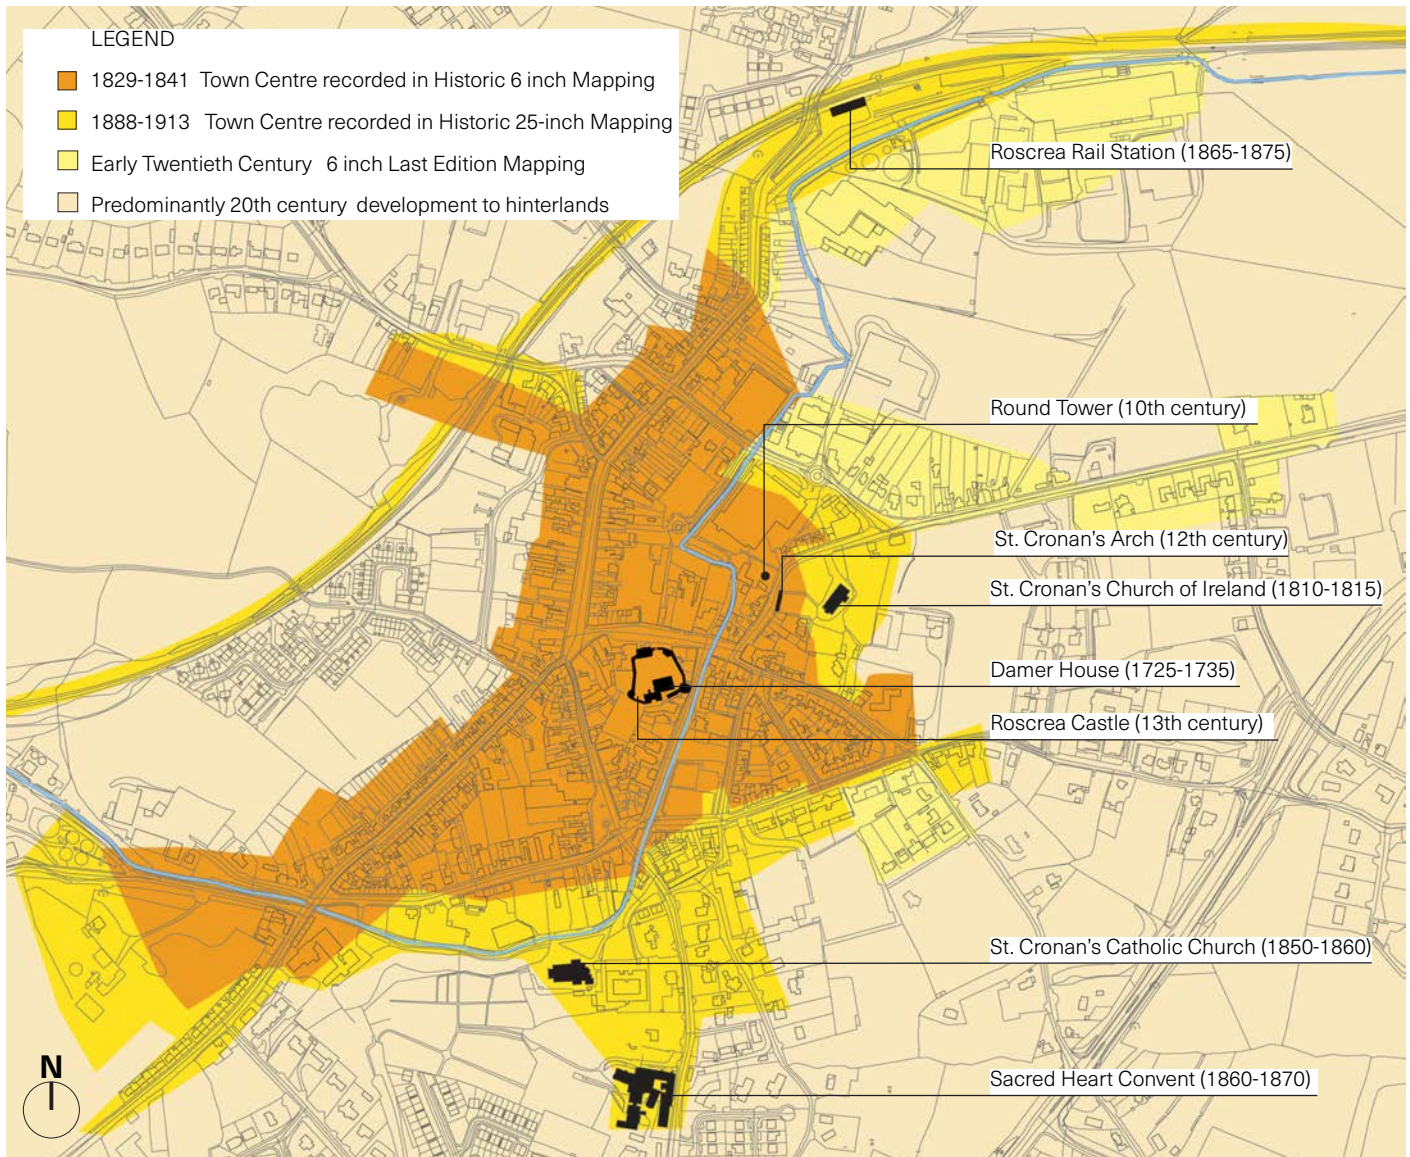 LEGEND
1829-1841 Town Centre recorded in Historic 6 inch Mapping
1888-1913 Town Centre recorded in Historic 25-inch Mapping
Early Twentieth Century 6 inch Last Edition Mapping
Predominantly 20th century development to hinterlands
Roscrea Rail Station (1865-1875)
Round Tower (10th century)
St. Cronan's Arch (12th century)
St. Cronan's Church of Ireland (1810-1815)
Damer House (1725-1735)
Roscrea Castle (13th century)
St. Cronan's Catholic Church (1850-1860)
N
Sacred Heart Convent (1860-1870)